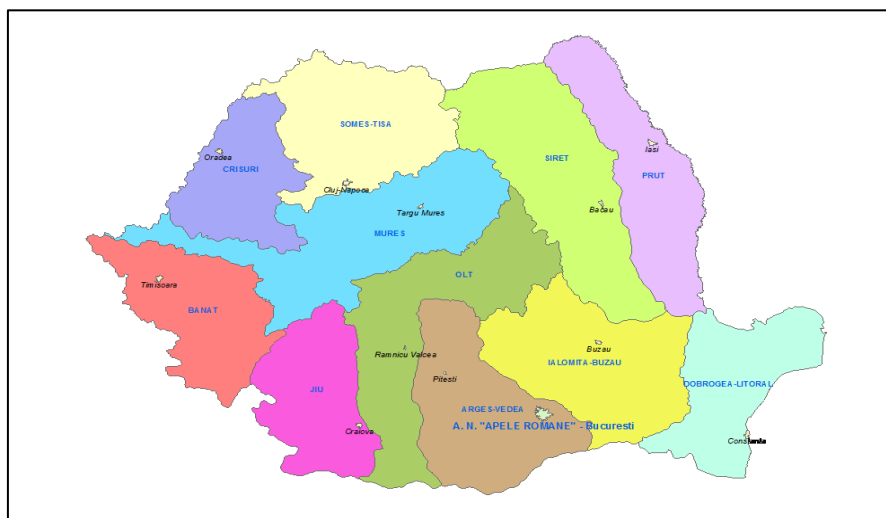 SOMES-TISA
Oradea
CRISURI
Cluj-Napoca
SIRET
Iasi
PRUT
Targu Mures
Bacau
MURES
OLT
Timisoara
BANAT
Ramnicu Valcea
Buzau
IALOMITA-BUZAU
Pitesti
JIU
DOBROGEA-LITORAL
ARGES-VEDEA
A. N. "APELE ROMANE" - Bucuresti
Craiova
Constanta